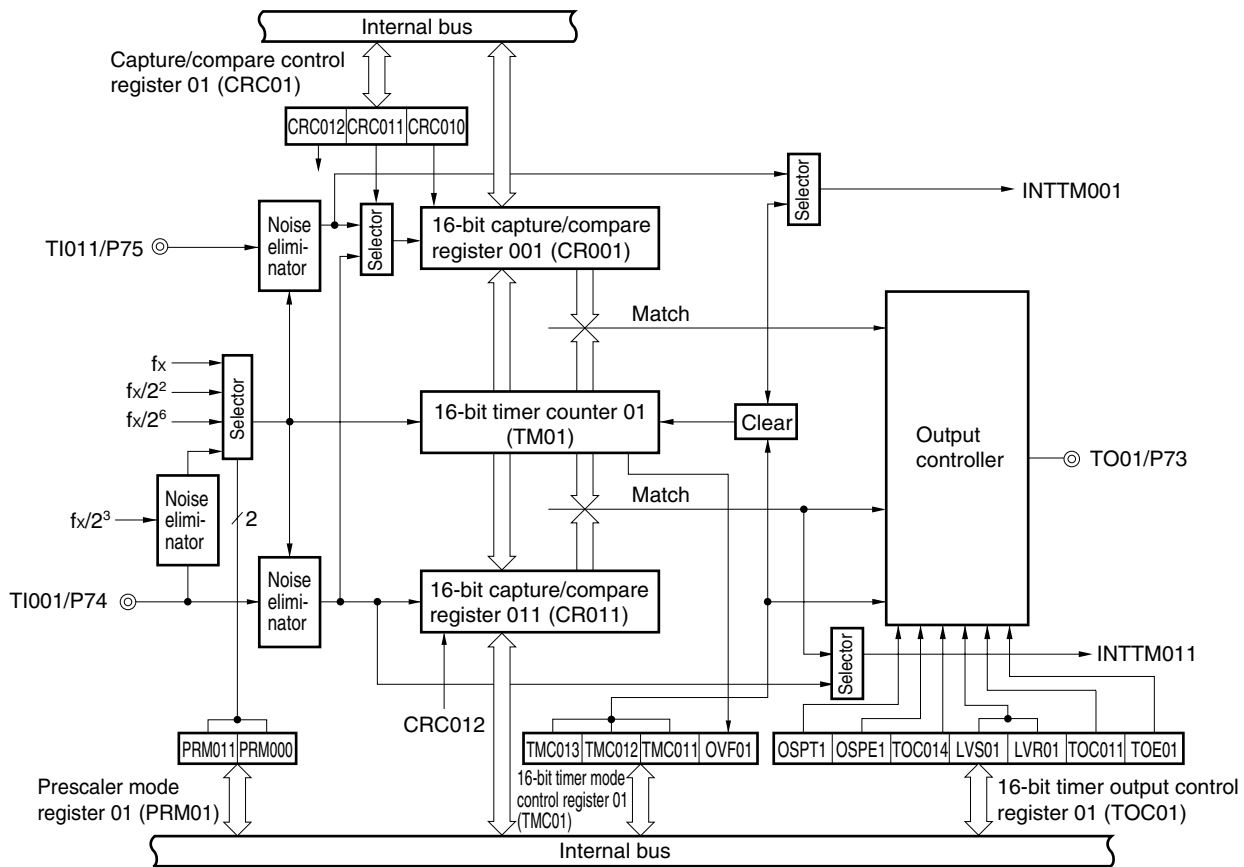 Internal bus
Capture/compare control
register 01 (CRC01)
CRC012 CRC011 CRC010
Selector
INTTM001
TI011/P75
Noise
elimi-
nator
Selector
16-bit capture/compare
register 001 (CR001)
Match
fX
fX/2²
fX/2⁶
Selector
16-bit timer counter 01
(TM01)
Clear
Output
controller
TO01/P73
fX/2³
Noise
elimi-
nator
2
Match
TI001/P74
Noise
elimi-
nator
16-bit capture/compare
register 011 (CR011)
Selector
INTTM011
CRC012
PRM011 PRM000
TMC013 TMC012 TMC011 OVF01
OSPT1 OSPE1 TOC014 LVS01 LVR01 TOC011 TOE01
Prescaler mode
register 01 (PRM01)
16-bit timer mode
control register 01
(TMC01)
16-bit timer output control
register 01 (TOC01)
Internal bus